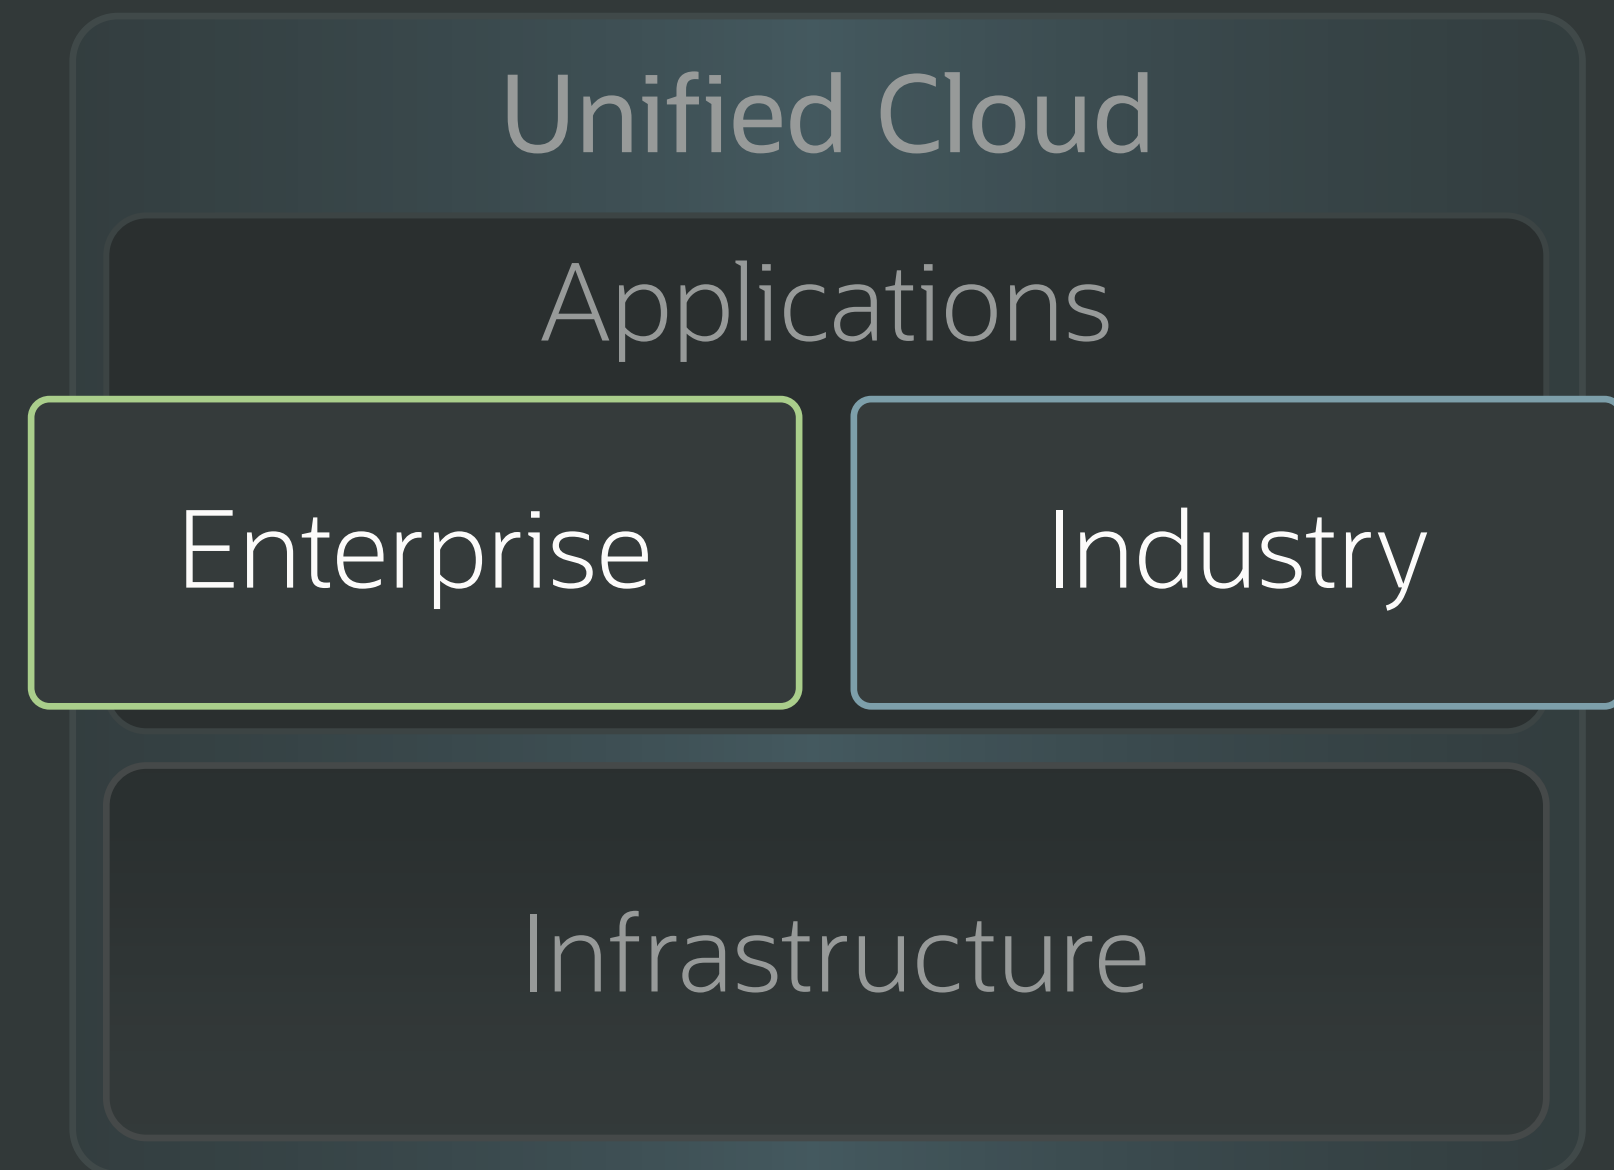 Unified Cloud
Applications
Enterprise
Industry
Infrastructure